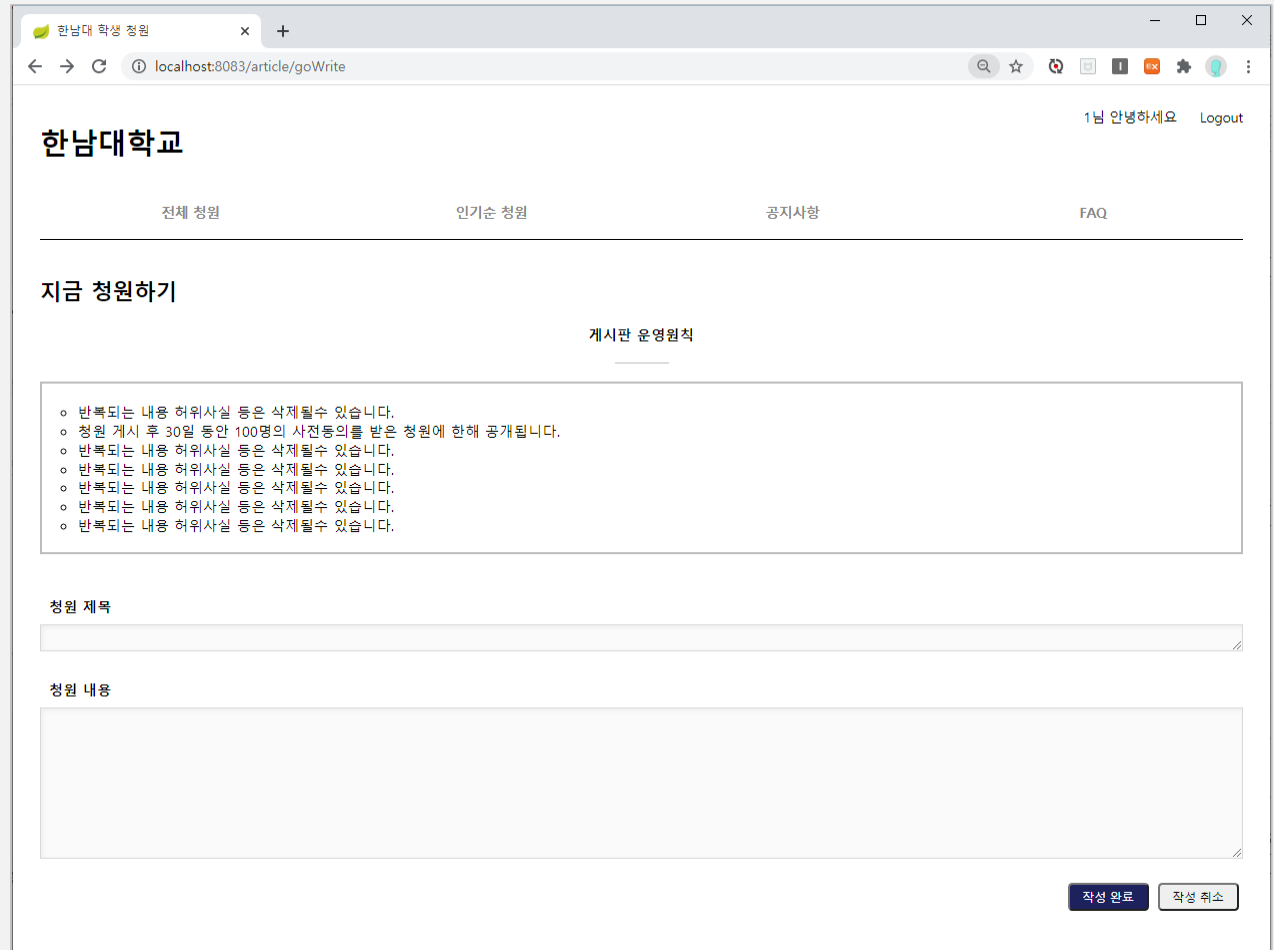 한남대 학생 청원
localhost:8083/article/goWrite
1님 안녕하세요 Logout
한남대학교
전체 청원 인기순 청원 공지사항 FAQ
지금 청원하기
게시판 운영원칙
반복되는 내용 허위사실 등은 삭제될수 있습니다.
청원 게시 후 30일 동안 100명의 사전동의를 받은 청원에 한해 공개됩니다.
반복되는 내용 허위사실 등은 삭제될수 있습니다.
반복되는 내용 허위사실 등은 삭제될수 있습니다.
반복되는 내용 허위사실 등은 삭제될수 있습니다.
반복되는 내용 허위사실 등은 삭제될수 있습니다.
반복되는 내용 허위사실 등은 삭제될수 있습니다.
청원 제목
청원 내용
작성 완료 작성 취소